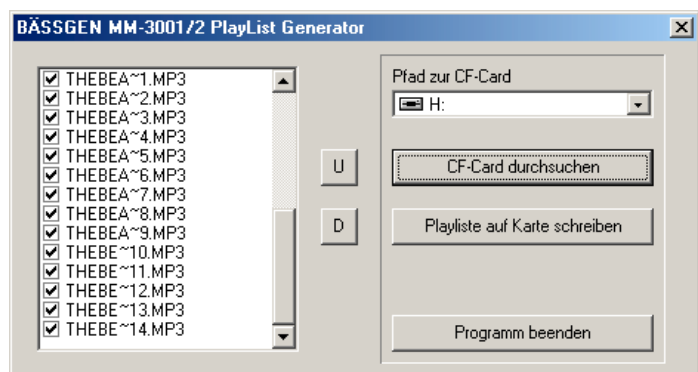 BÄSSGEN MM-3001/2 PlayList Generator
THEBEA~1.MP3
THEBEA~2.MP3
THEBEA~3.MP3
THEBEA~4.MP3
THEBEA~5.MP3
THEBEA~6.MP3
THEBEA~7.MP3
THEBEA~8.MP3
THEBEA~9.MP3
THEBE~10.MP3
THEBE~11.MP3
THEBE~12.MP3
THEBE~13.MP3
THEBE~14.MP3
U
D
Pfad zur CF-Card
H:
CF-Card durchsuchen
Playliste auf Karte schreiben
Programm beenden